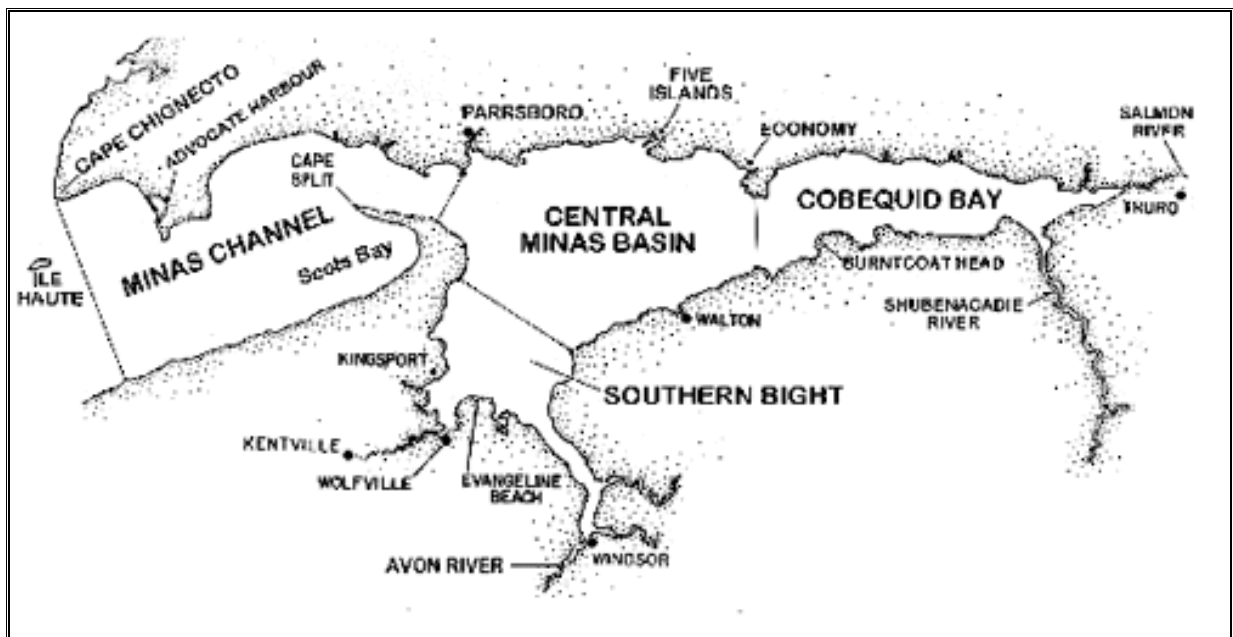 CAPE CHIGNECTO
ADVOCATE HARBOUR
CAPE
SPLIT
PARRSBORO
FIVE
ISLANDS
ECONOMY
SALMON
RIVER
TRURO
COBEQUID BAY
CENTRAL
MINAS BASIN
MINAS CHANNEL
Scots Bay
ÎLE
HAUTE
BURNTCOAT HEAD
SHUBENACADIE
RIVER
WALTON
KINGSPORT
SOUTHERN BIGHT
KENTVILLE
WOLFVILLE
EVANGELINE
BEACH
AVON RIVER
WINDSOR